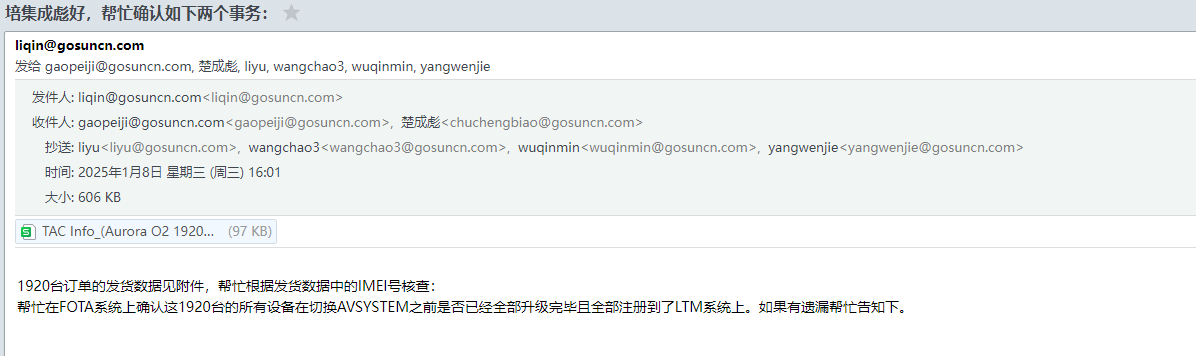 培集成彪好，帮忙确认如下两个事务：
liqin@gosuncn.com
发给 gaopeiji@gosuncn.com, 楚成彪, liyu, wangchao3, wuqinmin, yangwenjie
发件人: liqin@gosuncn.com<liqin@gosuncn.com>
收件人: gaopeiji@gosuncn.com<gaopeiji@gosuncn.com>, 楚成彪<chuchengbiao@gosuncn.com>
抄送: liyu<liyu@gosuncn.com>, wangchao3<wangchao3@gosuncn.com>, wuqinmin<wuqinmin@gosuncn.com>, yangwenjie<yangwenjie@gosuncn.com>
时间: 2025年1月8日 星期三 (周三) 16:01
大小: 606 KB
TAC Info_(Aurora O2 1920... (97 KB)
1920台订单的发货数据见附件，帮忙根据发货数据中的IMEI号核查：
帮忙在FOTA系统上确认这1920台的所有设备在切换AVSYSTEM之前是否已经全部升级完毕且全部注册到了LTM系统上。如果有遗漏帮忙告知下。